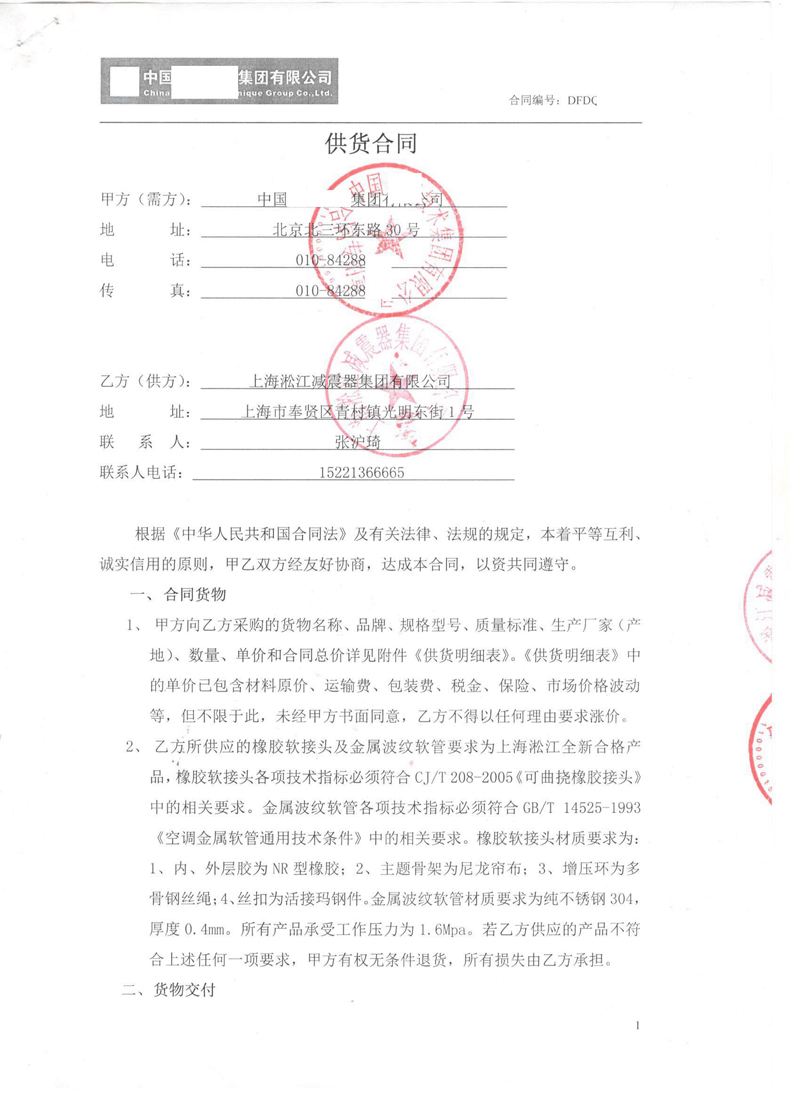 中国 集团有限公司
China nique Group Co.,Ltd.
合同编号：DFDQ
供货合同
甲方（需方）： 中国 集团有限公司
地 址： 北京北三环东路30号
电 话： 010-84288
传 真： 010-84288
乙方（供方）： 上海淞江减震器集团有限公司
地 址： 上海市奉贤区青村镇光明东街1号
联 系 人： 张沪琦
联系人电话： 15221366665
根据《中华人民共和国合同法》及有关法律、法规的规定，本着平等互利、
诚实信用的原则，甲乙双方经友好协商，达成本合同，以资共同遵守。
一、合同货物
1、 甲方向乙方采购的货物名称、品牌、规格型号、质量标准、生产厂家（产
地）、数量、单价和合同总价详见附件《供货明细表》。《供货明细表》中
的单价已包含材料原价、运输费、包装费、税金、保险、市场价格波动
等，但不限于此，未经甲方书面同意，乙方不得以任何理由要求涨价。
2、 乙方所供应的橡胶软接头及金属波纹软管要求为上海淞江全新合格产
品，橡胶软接头各项技术指标必须符合CJ/T 208-2005《可曲挠橡胶接头》
中的相关要求。金属波纹软管各项技术指标必须符合GB/T 14525-1993
《空调金属软管通用技术条件》中的相关要求。橡胶软接头材质要求为：
1、内、外层胶为NR型橡胶；2、主题骨架为尼龙帘布；3、增压环为多
骨钢丝绳；4、丝扣为活接玛钢件。金属波纹软管材质要求为纯不锈钢304，
厚度0.4mm。所有产品承受工作压力为1.6Mpa。若乙方供应的产品不符
合上述任何一项要求，甲方有权无条件退货，所有损失由乙方承担。
二、货物交付
1